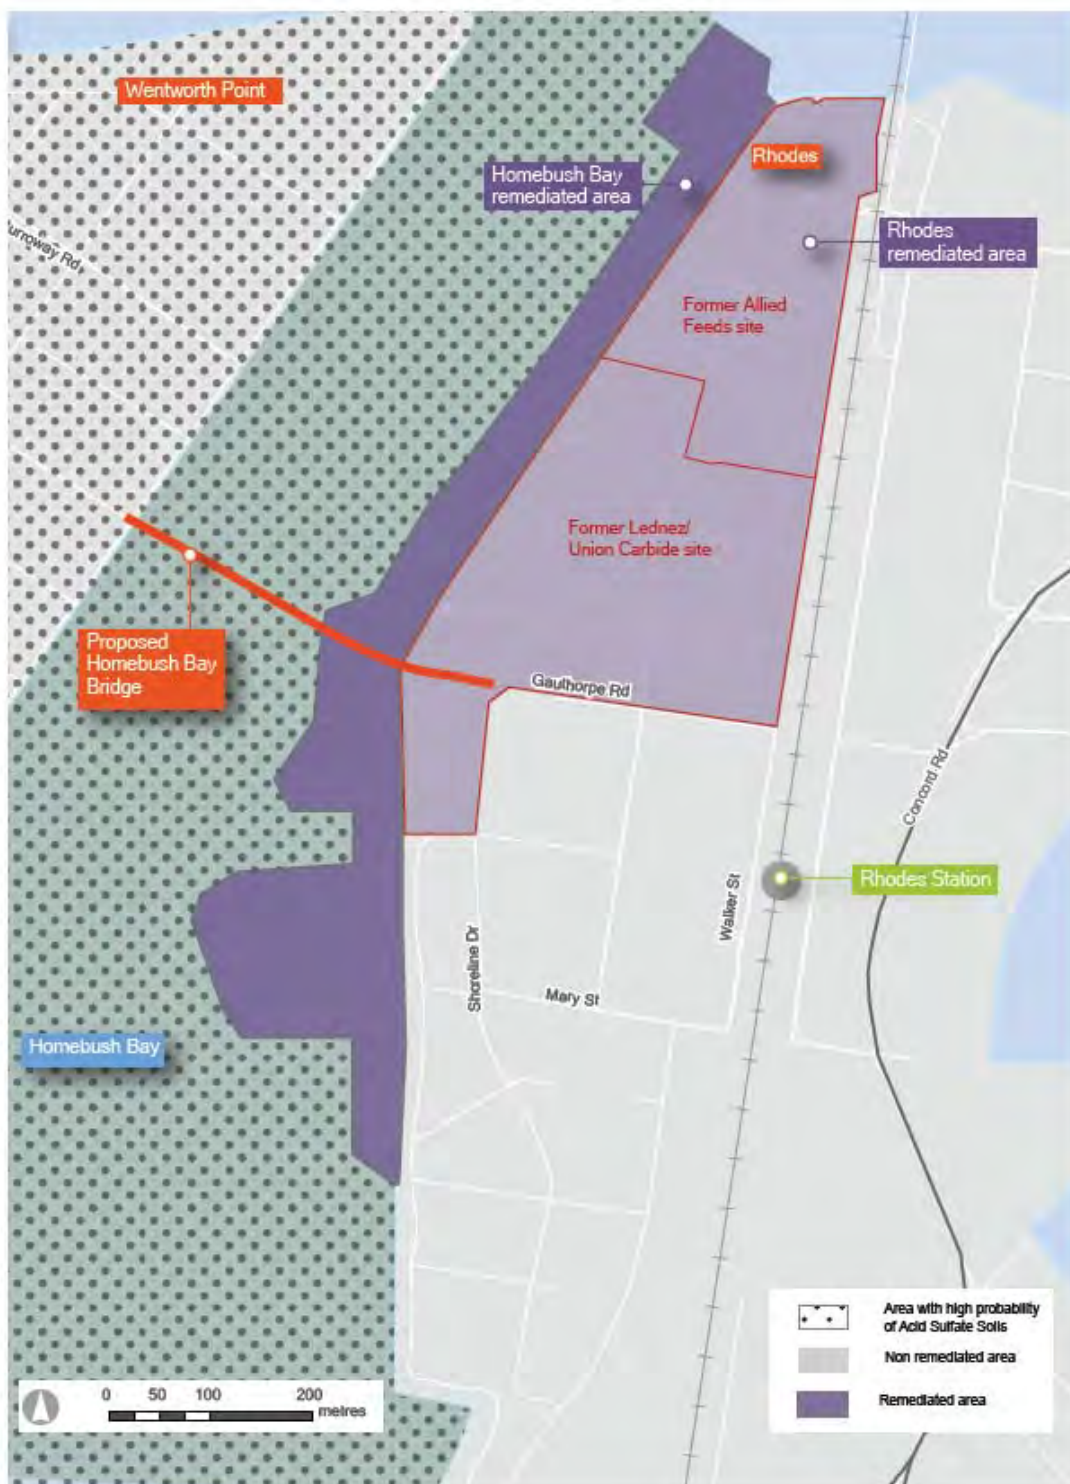 Wentworth Point
Rhodes
Homebush Bay
remediated area
Rhodes
remediated area
Former Allied
Feeds site
Former Lednez/
Union Carbide site
Proposed
Homebush Bay
Bridge
Gauthorpe Rd
Concord Rd
Rhodes Station
Walker St
Shoreline Dr
Mary St
Homebush Bay
Area with high probability
of Acid Sulfate Soils
Non remediated area
Remediated area
0 50 100 200
metres